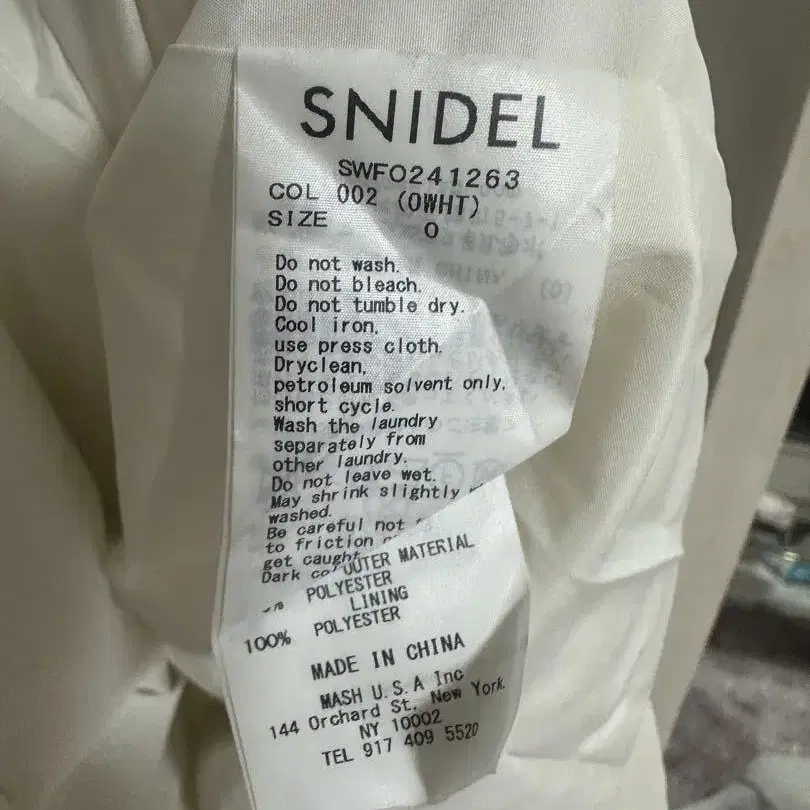 SNIDEL
SWFO241263
COL 002 (OWHT)
SIZE 0
Do not wash.
Do not bleach.
Do not tumble dry.
Cool iron,
use press cloth.
Dryclean,
petroleum solvent only.
short cycle.
Wash the laundry
separately from
other laundry.
Do not leave wet.
May shrink slightly
washed.
Be careful not
to friction
get caught
Dark
OUTER MATERIAL
POLYESTER
LINING
100% POLYESTER
MADE IN CHINA
MASH U.S.A Inc
144 Orchard St. New York.
NY 10002
TEL 917 409 5520